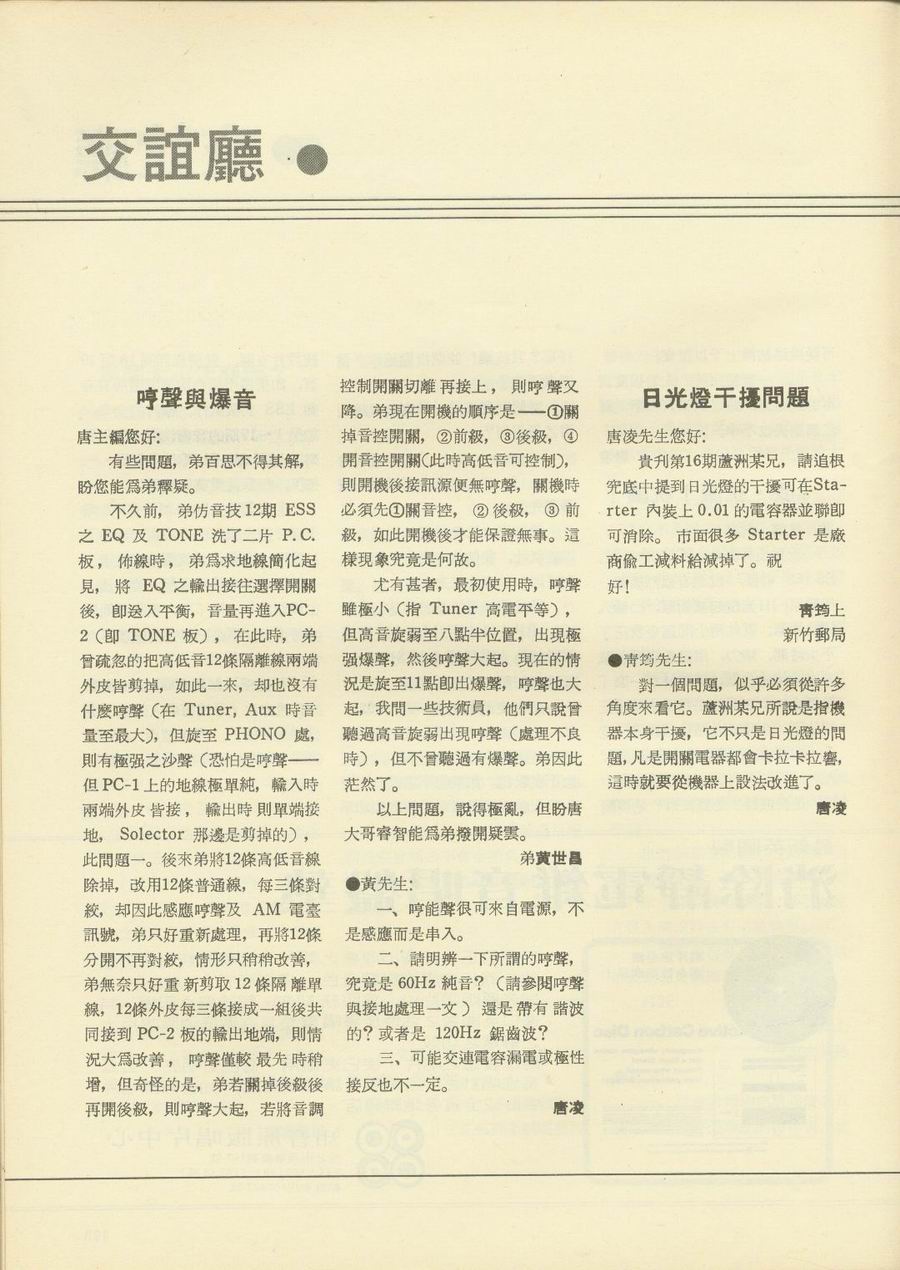 交誼廳
哼聲與爆音
唐主編您好:
有些問題，弟百思不得其解，
盼您能爲弟釋疑。
不久前，弟仿音技12期 ESS
之 EQ 及 TONE 洗了二片 P.C.
板，佈線時，弟爲求地線簡化起
見，將 EQ 之輸出接往選擇開關
後，卽送入平衡，音量再進入PC-
2（卽 TONE 板），在此時，弟
曾疏忽的把高低音12條隔離線兩端
外皮皆剪掉，如此一來，却也沒有
什麽哼聲（在 Tuner, Aux 時音
量至最大），但旋至 PHONO 處，
則有極强之沙聲（恐怕是哼聲——
但 PC-1 上的地線極單純，輸入時
兩端外皮皆接，輸出時則單端接
地， Solector 那邊是剪掉的），
此問題一。後來弟將12條高低音線
除掉，改用12條普通線，每三條對
絞，却因此感應哼聲及 AM 電臺
訊號，弟只好重新處理，再將12條
分開不再對絞，情形只稍稍改善，
弟無奈只好重新剪取12條隔離單
線，12條外皮每三條接成一組後共
同接到 PC-2 板的輸出地端，則情
況大爲改善，哼聲僅較最先時稍
增，但奇怪的是，弟若關掉後級後
再開後級，則哼聲大起，若將音調
控制開關切離再接上，則哼聲又
降。弟現在開機的順序是——①關
掉音控開關，②前級，③後級，④
開音控開關（此時高低音可控制），
則開機後接訊源便無哼聲，關機時
必須先①關音控，②後級，③前
級，如此開機後才能保證無事。這
樣現象究竟是何故。
尤有甚者，最初使用時，哼聲
雖極小（指 Tuner 高電平等），
但高音旋弱至八點半位置，出現極
强爆聲，然後哼聲大起。現在的情
況是旋至11點卽出爆聲，哼聲也大
起，我問一些技術員，他們只說曾
聽過高音旋弱出現哼聲（處理不良
時），但不曾聽過有爆聲。弟因此
茫然了。
以上問題，說得極亂，但盼唐
大哥睿智能爲弟撥開疑雲。
弟黃世昌
●黃先生:
一、哼能聲很可來自電源，不
是感應而是串入。
二、請明辨一下所謂的哼聲，
究竟是 60Hz 純音？（請參閱哼聲
與接地處理一文）還是帶有諧波
的？或者是 120Hz 鋸齒波？
三、可能交連電容漏電或極性
接反也不一定。
唐凌
日光燈干擾問題
唐凌先生您好:
貴刊第16期蘆洲某兄，請追根
究底中提到日光燈的干擾可在Sta-
rter 內裝上 0.01 的電容器並聯卽
可消除。市面很多 Starter 是廠
商偷工減料給減掉了。祝
好！
靑筠上
新竹郵局
●靑筠先生:
對一個問題，似乎必須從許多
角度來看它。蘆洲某兄所說是指機
器本身干擾，它不只是日光燈的問
題，凡是開關電器都會卡拉卡拉響，
這時就要從機器上設法改進了。
唐凌